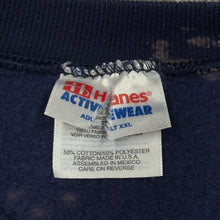 Hanes
ACTIVEWEAR
ADULT XXL
50% COTTON/50% POLYESTER
FABRIC MADE IN U.S.A.
ASSEMBLED IN MEXICO
CARE ON REVERSE